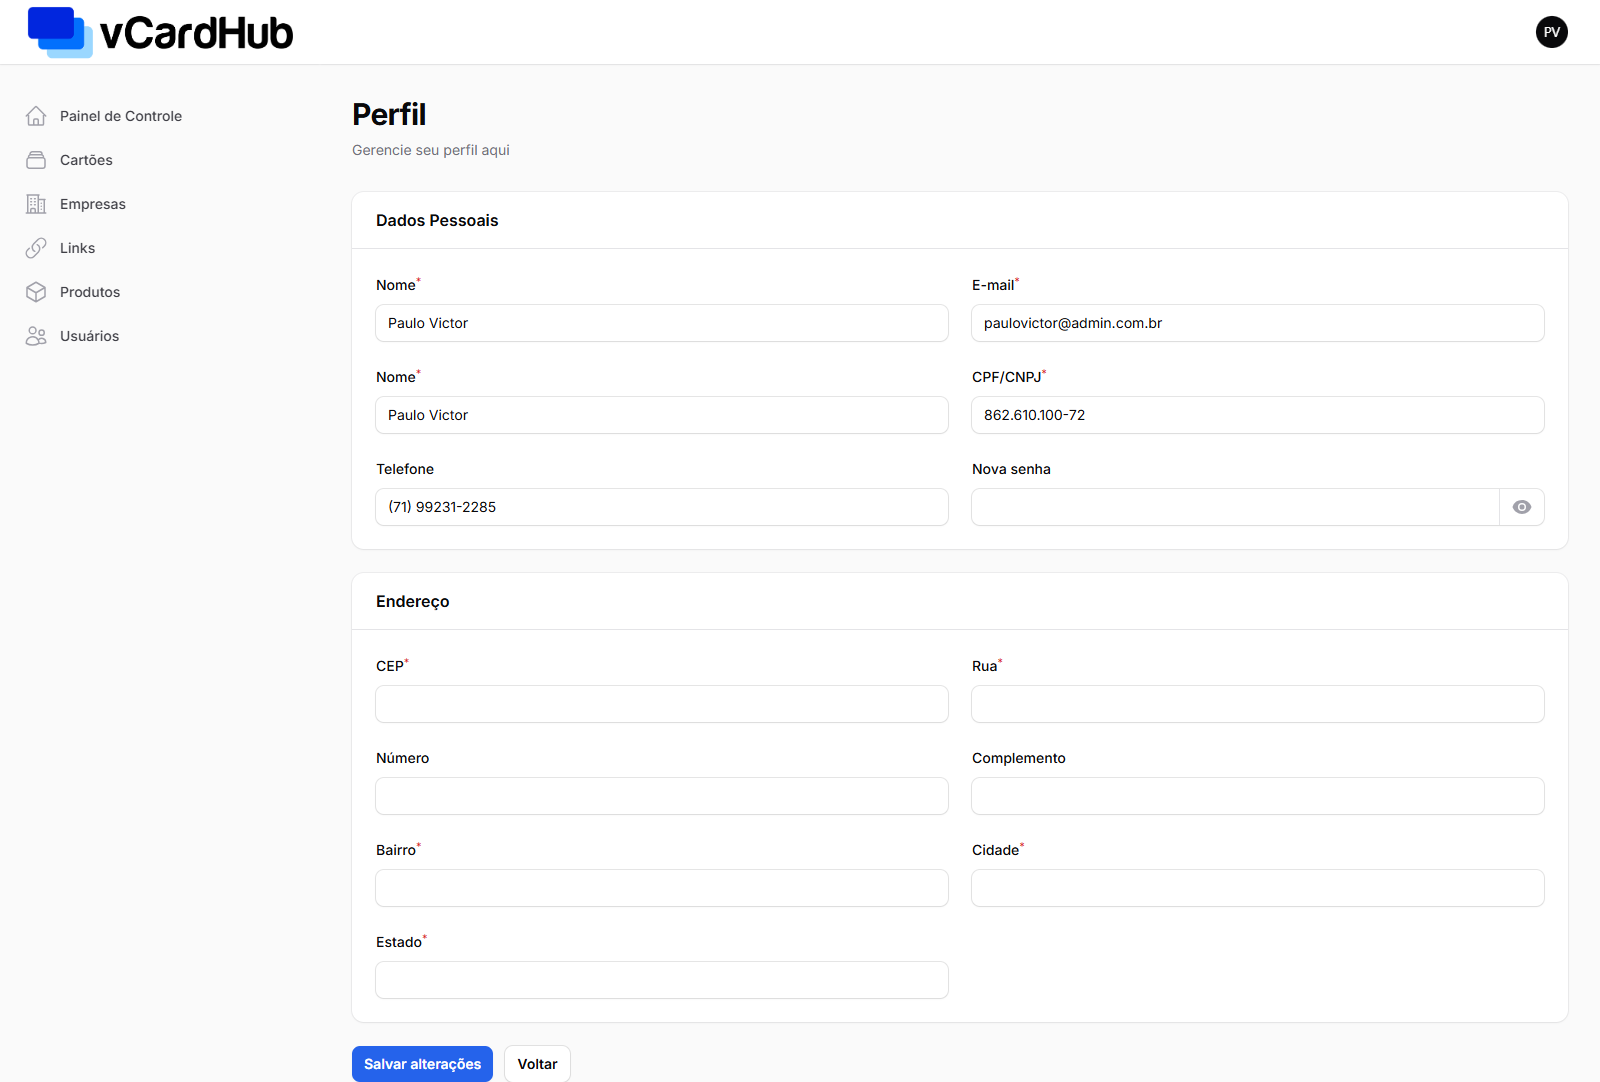 vCardHub
PV
Painel de Controle
Cartões
Empresas
Links
Produtos
Usuários
Perfil
Gerencie seu perfil aqui
Dados Pessoais
Nome*
E-mail*
Paulo Victor
paulovictor@admin.com.br
Nome*
CPF/CNPJ*
Paulo Victor
862.610.100-72
Telefone
Nova senha
(71) 99231-2285
Endereço
CEP*
Rua*
Número
Complemento
Bairro*
Cidade*
Estado*
Salvar alterações
Voltar